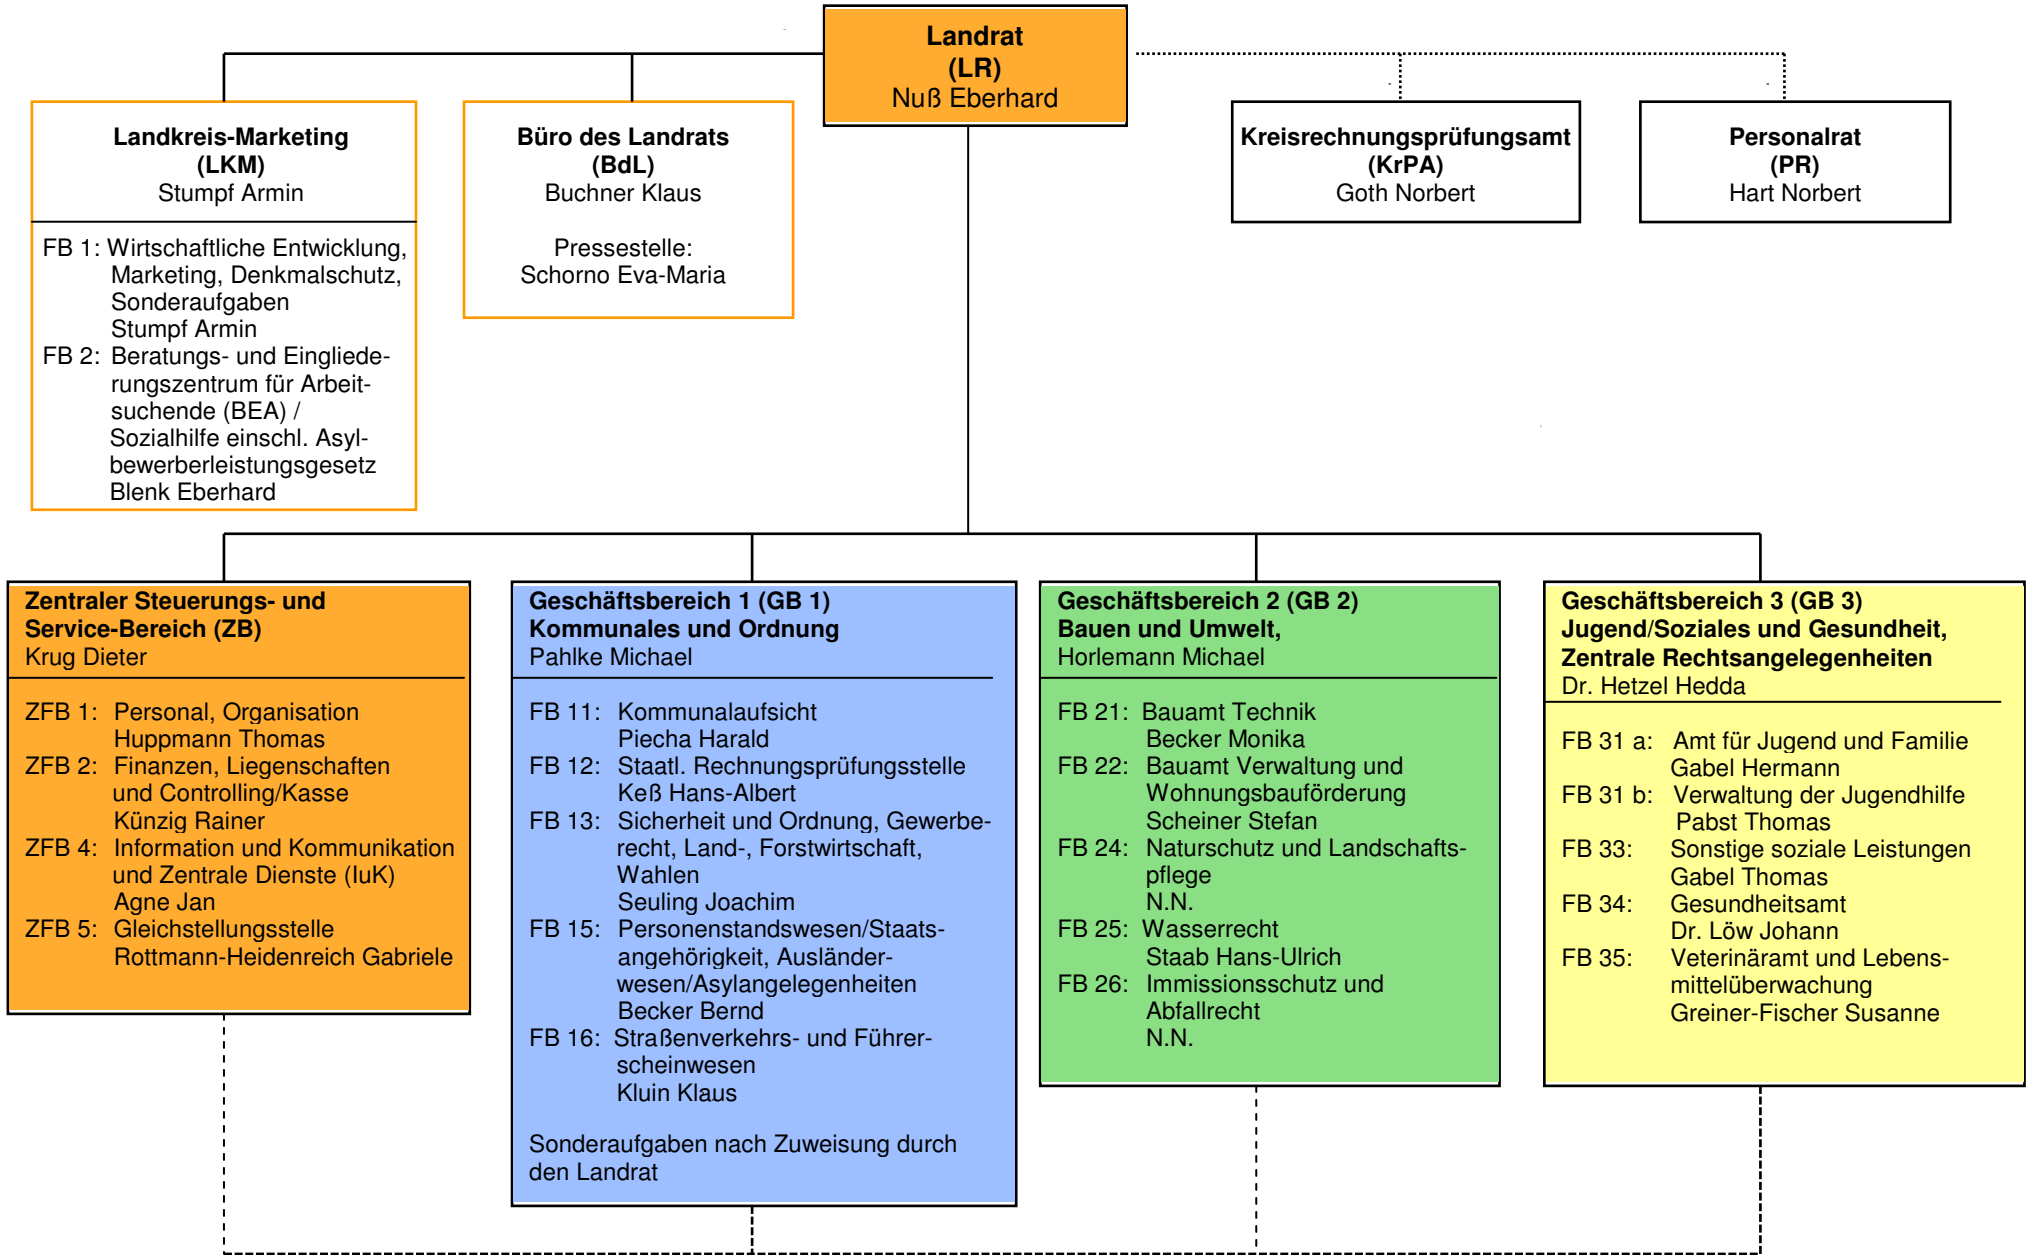 Landrat
(LR)
Nuß Eberhard
Landkreis-Marketing
(LKM)
Stumpf Armin
FB 1: Wirtschaftliche Entwicklung,
Marketing, Denkmalschutz,
Sonderaufgaben
Stumpf Armin
FB 2: Beratungs- und Eingliede-
rungszentrum für Arbeit-
suchende (BEA) /
Sozialhilfe einschl. Asyl-
bewerberleistungsgesetz
Blenk Eberhard
Büro des Landrats
(BdL)
Buchner Klaus
Pressestelle:
Schorno Eva-Maria
Kreisrechnungsprüfungsamt
(KrPA)
Goth Norbert
Personalrat
(PR)
Hart Norbert
Zentraler Steuerungs- und
Service-Bereich (ZB)
Krug Dieter
ZFB 1: Personal, Organisation
Huppmann Thomas
ZFB 2: Finanzen, Liegenschaften
und Controlling/Kasse
Künzig Rainer
ZFB 4: Information und Kommunikation
und Zentrale Dienste (IuK)
Agne Jan
ZFB 5: Gleichstellungsstelle
Rottmann-Heidenreich Gabriele
Geschäftsbereich 1 (GB 1)
Kommunales und Ordnung
Pahlke Michael
FB 11: Kommunalaufsicht
Piecha Harald
FB 12: Staatl. Rechnungsprüfungsstelle
Keß Hans-Albert
FB 13: Sicherheit und Ordnung, Gewerbe-
recht, Land-, Forstwirtschaft,
Wahlen
Seuling Joachim
FB 15: Personenstandswesen/Staats-
angehörigkeit, Ausländer-
wesen/Asylangelegenheiten
Becker Bernd
FB 16: Straßenverkehrs- und Führer-
scheinwesen
Kluin Klaus
Sonderaufgaben nach Zuweisung durch
den Landrat
Geschäftsbereich 2 (GB 2)
Bauen und Umwelt,
Horlemann Michael
FB 21: Bauamt Technik
Becker Monika
FB 22: Bauamt Verwaltung und
Wohnungsbauförderung
Scheiner Stefan
FB 24: Naturschutz und Landschafts-
pflege
N.N.
FB 25: Wasserrecht
Staab Hans-Ulrich
FB 26: Immissionsschutz und
Abfallrecht
N.N.
Geschäftsbereich 3 (GB 3)
Jugend/Soziales und Gesundheit,
Zentrale Rechtsangelegenheiten
Dr. Hetzel Hedda
FB 31 a: Amt für Jugend und Familie
Gabel Hermann
FB 31 b: Verwaltung der Jugendhilfe
Pabst Thomas
FB 33: Sonstige soziale Leistungen
Gabel Thomas
FB 34: Gesundheitsamt
Dr. Löw Johann
FB 35: Veterinäramt und Lebens-
mittelüberwachung
Greiner-Fischer Susanne